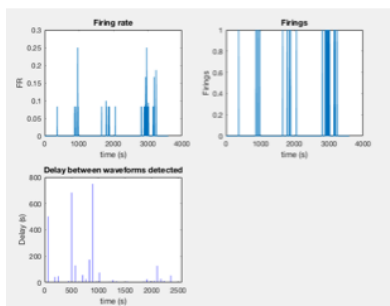 Firing rate
Firings
0.3
0.25
0.2
0.15
0.1
0.05
0
FR
0 1000 2000 3000 4000
time (s)
1
0.8
0.6
0.4
0.2
0
Firings
0 1000 2000 3000 4000
time (s)
Delay between waveforms detected
800
600
400
200
0
Delay (s)
0 500 1000 1500 2000 2500
time (s)